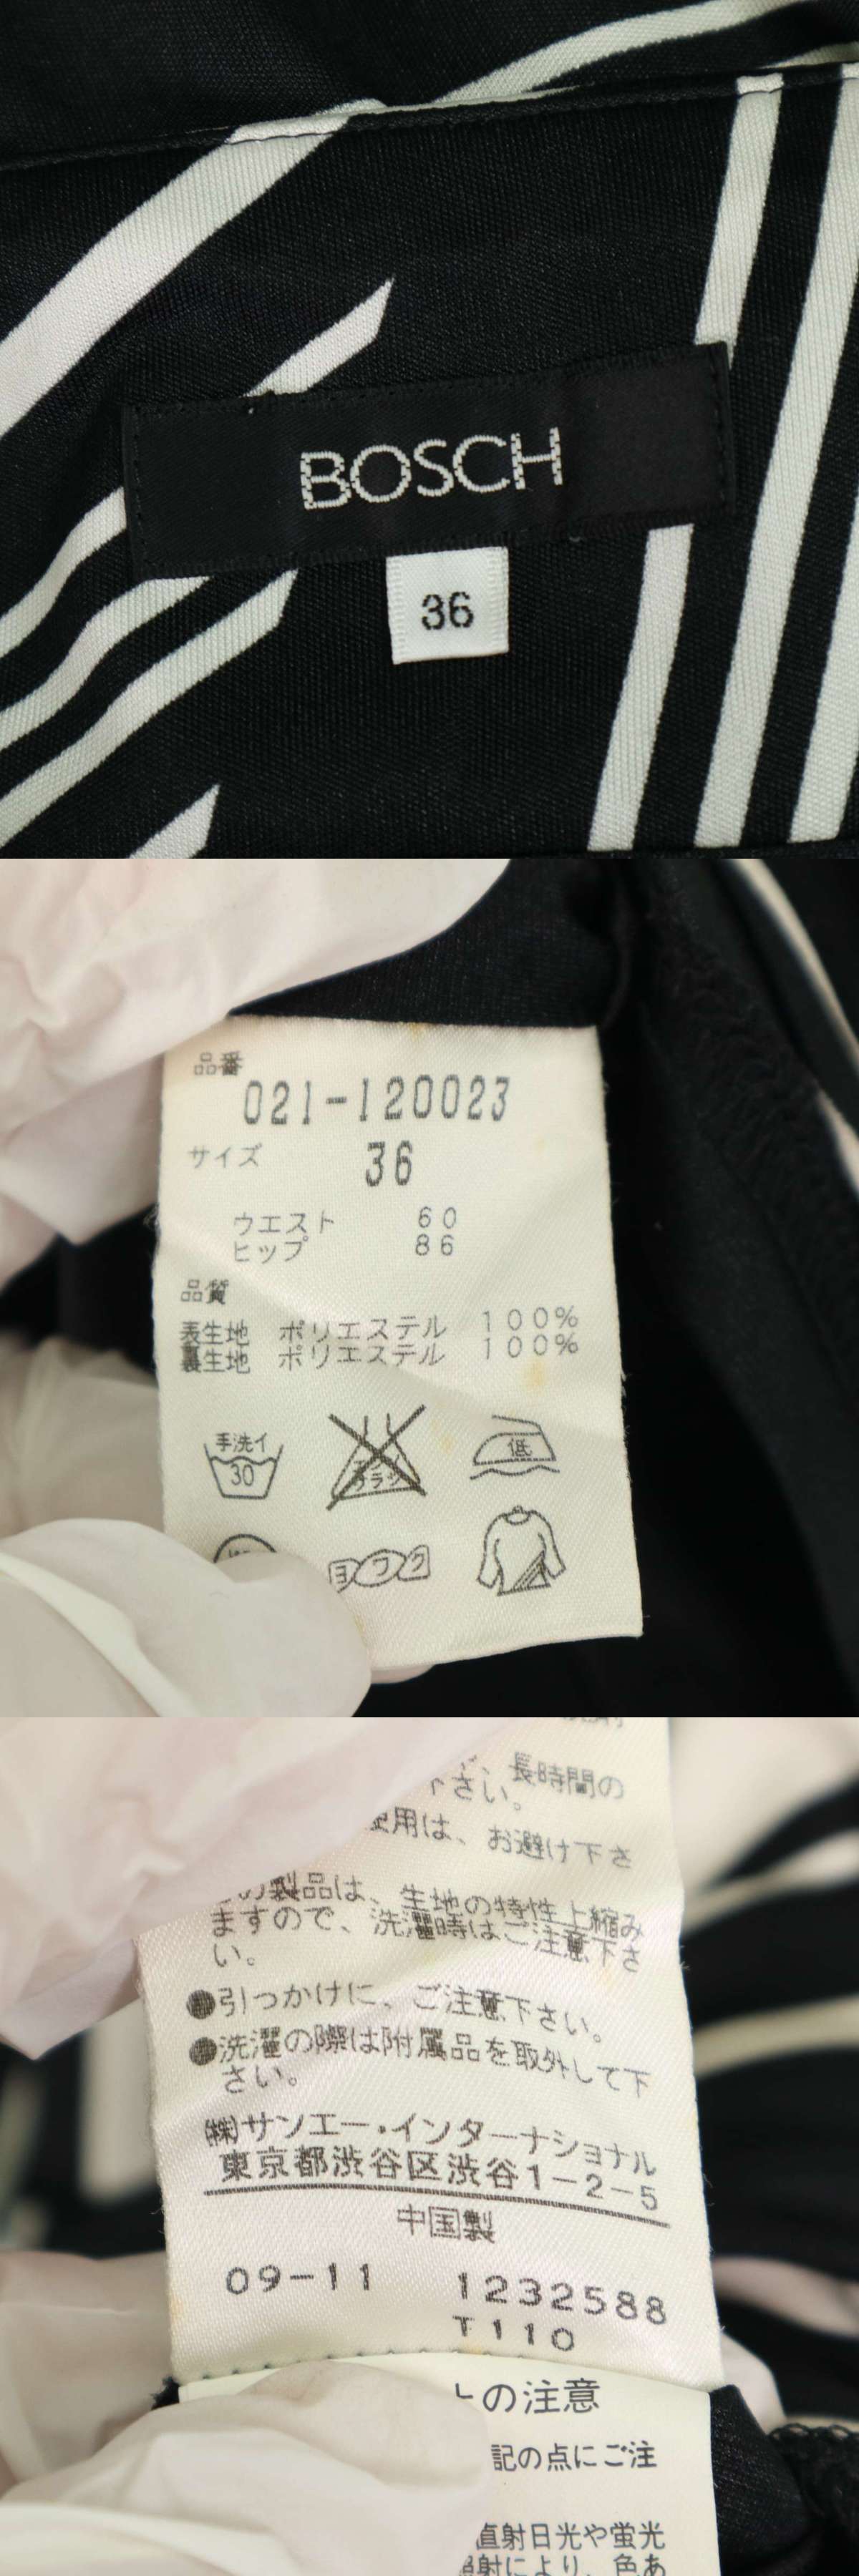 BOSCH
36
品番
021-120023
サイズ 36
ウエスト 60
ヒップ 86
品質
表生地 ポリエステル 100%
裏生地 ポリエステル 100%
手洗イ
30
低
ヨワク
長時間の
さい。
使用は、お避け下さ
の製品は、生地の特性上縮み
ますので、洗濯時はご注意下さ
い。
●引っかけに、ご注意下さい。
●洗濯の際は附属品を取外して下
さい。
㈱サンエー・インターナショナル
東京都渋谷区渋谷1-2-5
中国製
09-11 1232588
T110
の注意
記の点にご注
直射日光や蛍光
射により、色あ